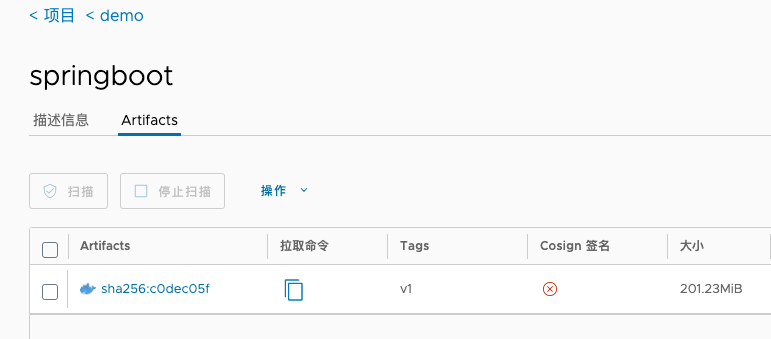 < 项目 < demo
springboot
描述信息 Artifacts
扫描 停止扫描 操作
Artifacts 拉取命令 Tags Cosign 签名 大小
sha256:c0dec05f v1 201.23MiB